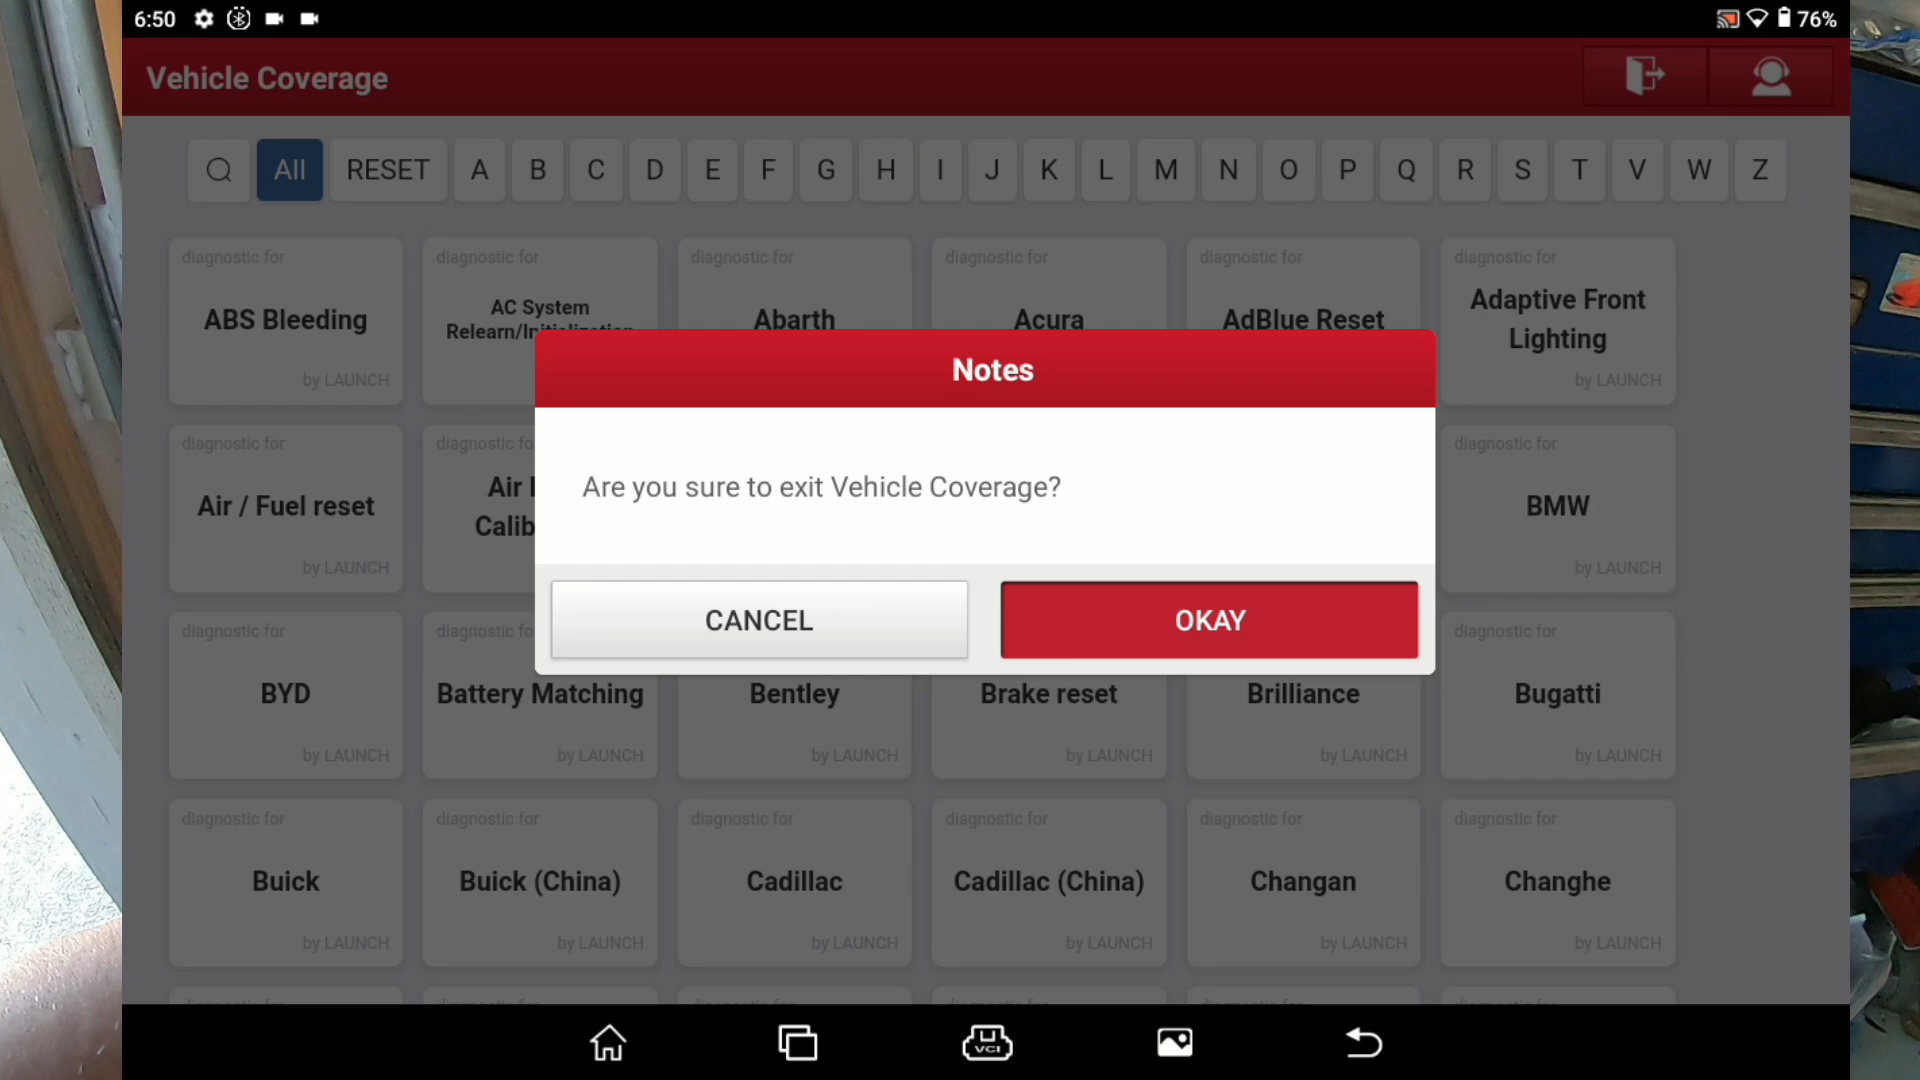 6:50
76%
Vehicle Coverage
All RESET A B C D E F G H I J K L M N O P Q R S T V W Z
diagnostic for
ABS Bleeding
by LAUNCH
diagnostic for
AC System
diagnostic for
Abarth
diagnostic for
Acura
diagnostic for
AdBlue Reset
diagnostic for
Adaptive Front
Lighting
by LAUNCH
Notes
Are you sure to exit Vehicle Coverage?
CANCEL
OKAY
diagnostic for
Air / Fuel reset
by LAUNCH
Air
Calib
diagnostic for
BMW
by LAUNCH
diagnostic for
BYD
by LAUNCH
Battery Matching
by LAUNCH
Bentley
by LAUNCH
Brake reset
by LAUNCH
Brilliance
by LAUNCH
diagnostic for
Bugatti
by LAUNCH
diagnostic for
Buick
by LAUNCH
diagnostic for
Buick (China)
by LAUNCH
diagnostic for
Cadillac
by LAUNCH
diagnostic for
Cadillac (China)
by LAUNCH
diagnostic for
Changan
by LAUNCH
diagnostic for
Changhe
by LAUNCH
VCI